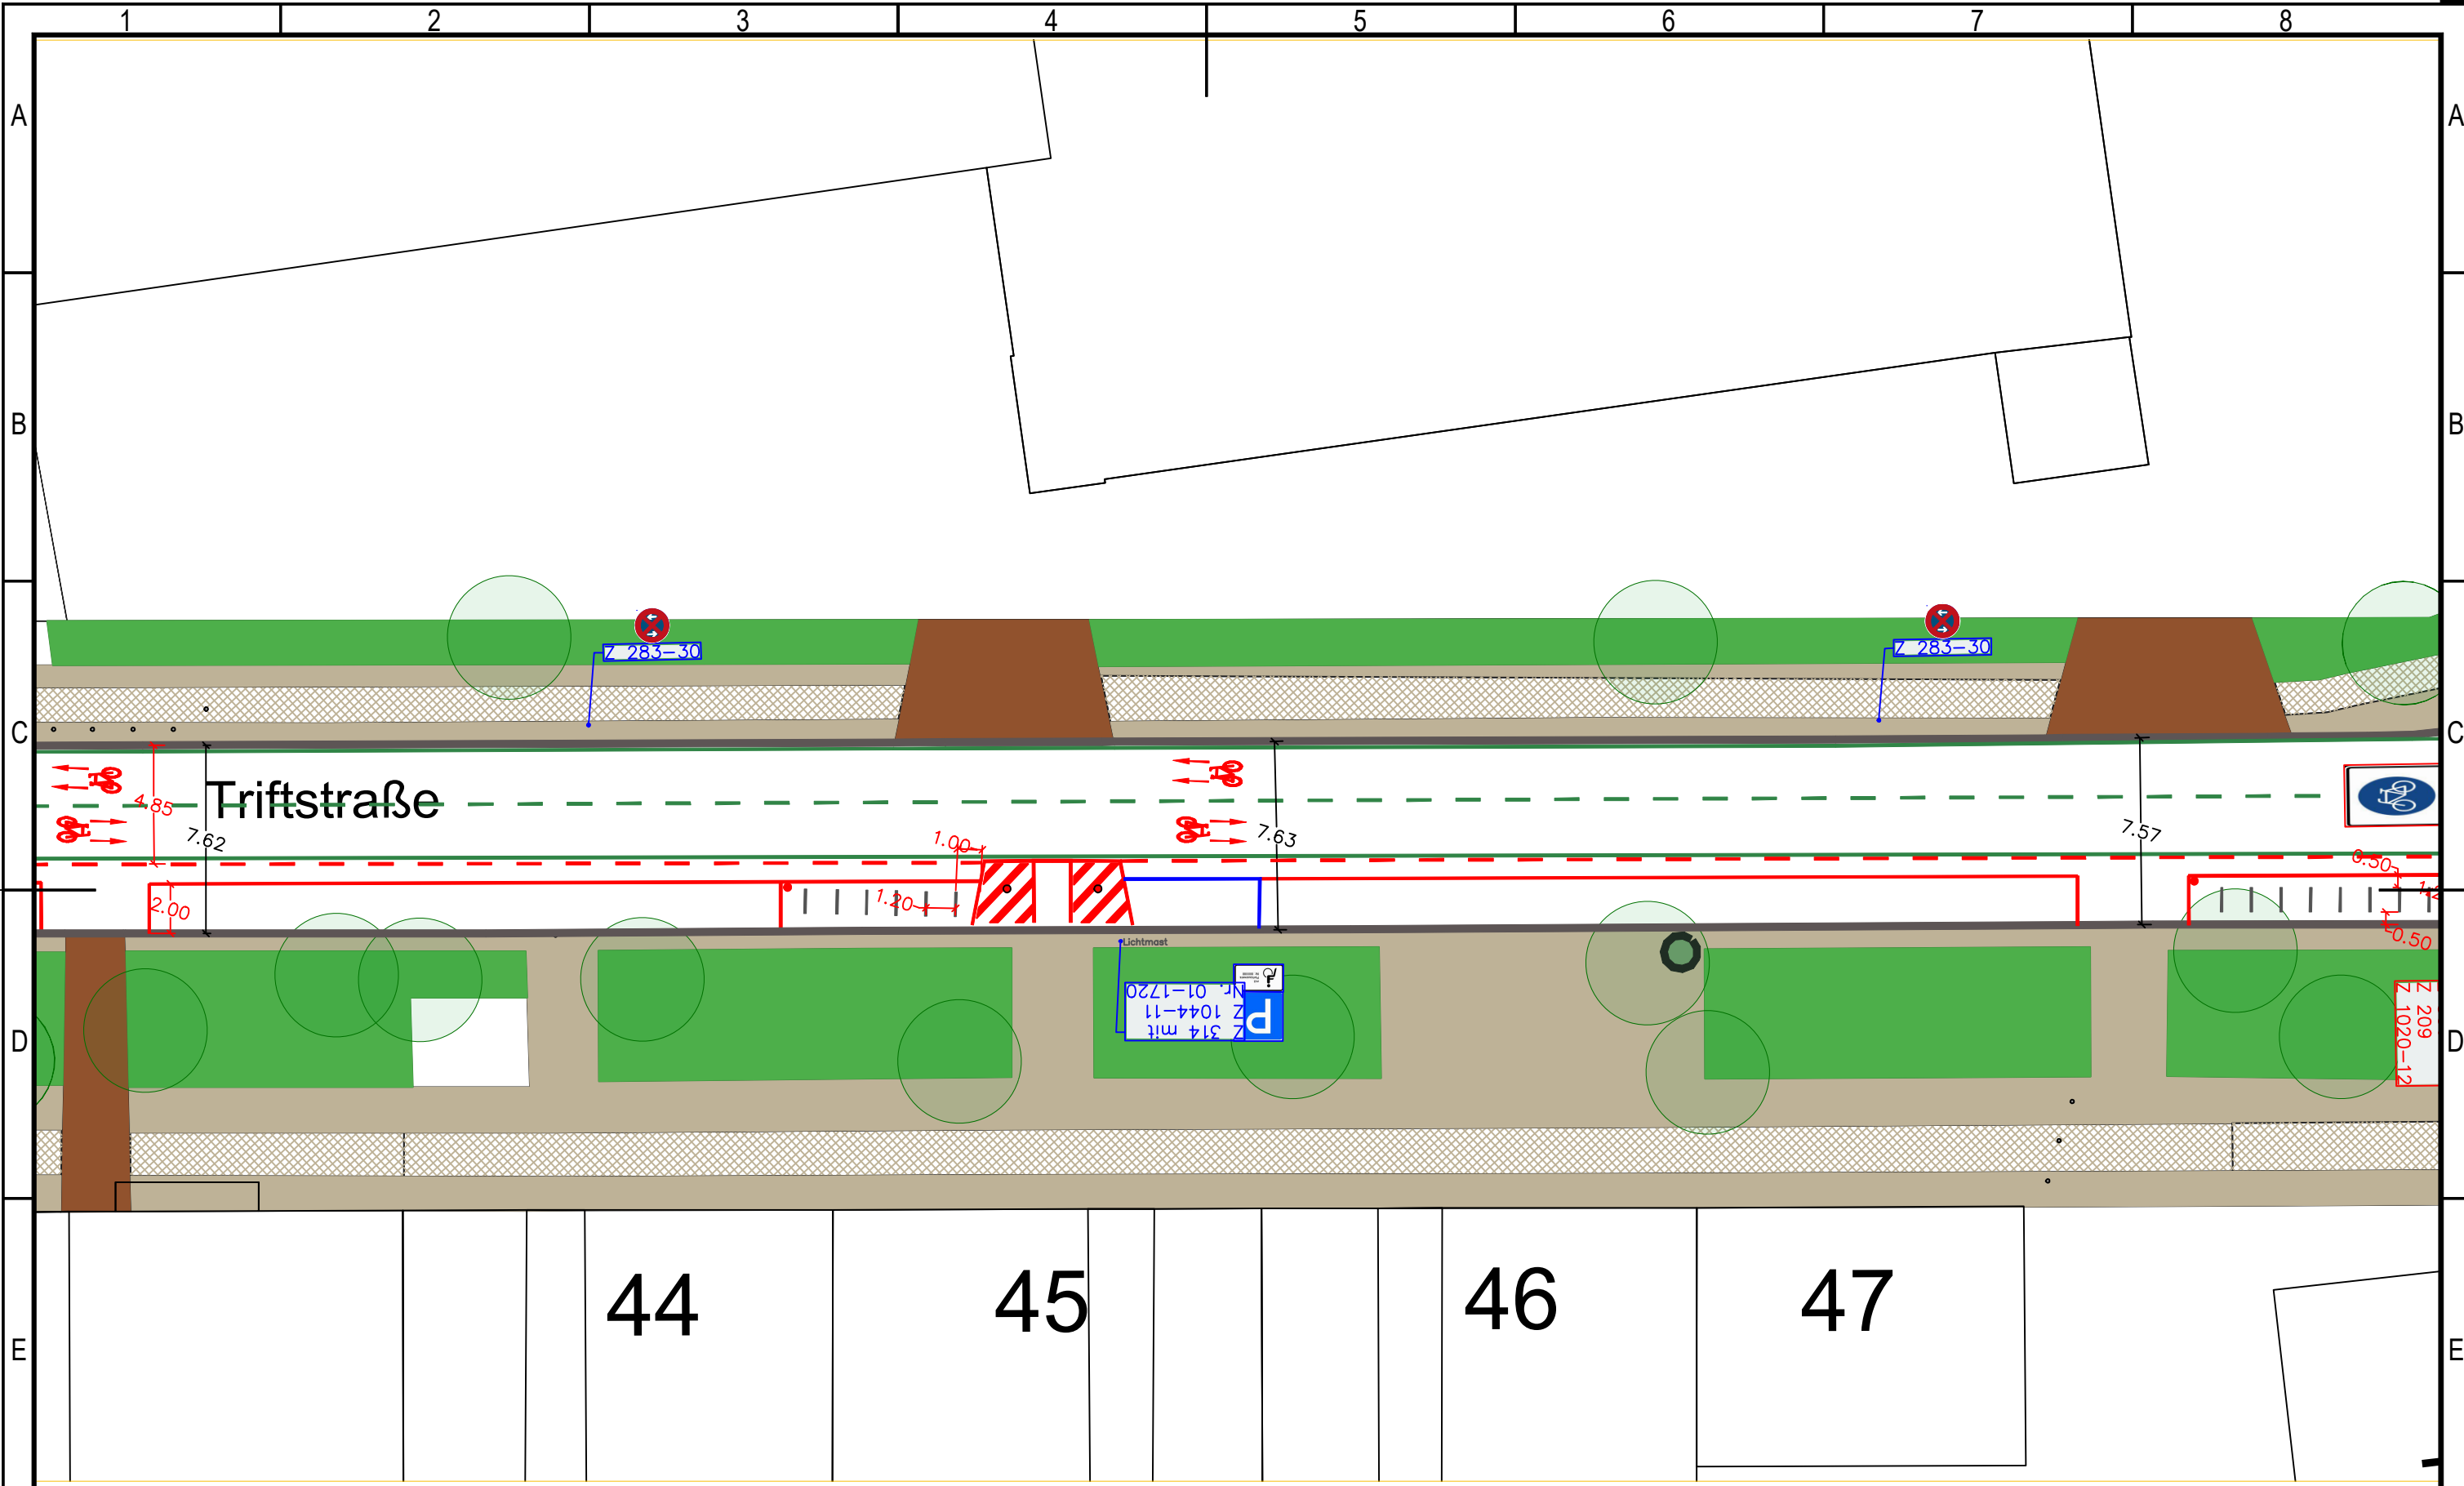 1 2 3 4 5 6 7 8
A A
B B
Z 283-30 Z 283-30
C C
4.85
Triftstraße
7.62
7.63
7.57
1.00
0.50
2.00
1.20
0.50
Lichtmast
Z 314 mit
Z 1044-11
Nr. 01-1720
P
Z 209
Z 1020-12
D D
44 45 46 47
E E